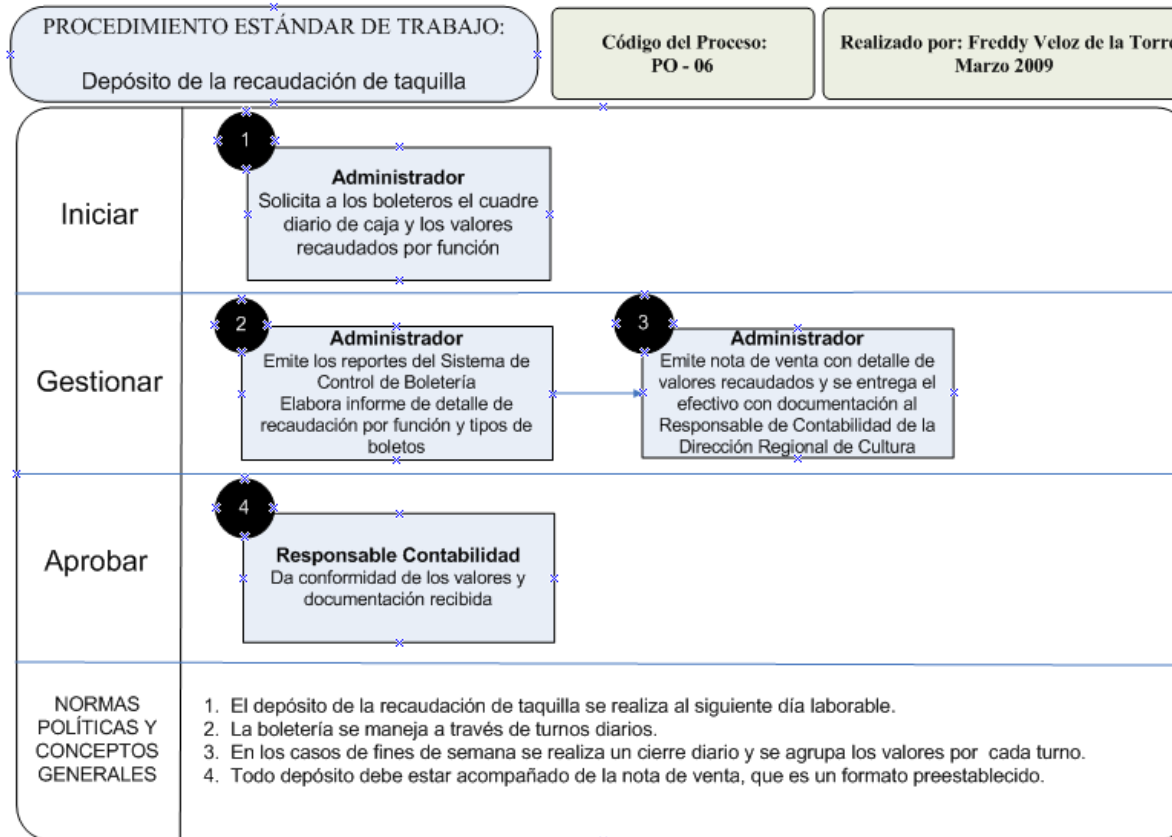 PROCEDIMIENTO ESTÁNDAR DE TRABAJO:
Depósito de la recaudación de taquilla
Código del Proceso:
PO - 06
Realizado por: Freddy Veloz de la Torre
Marzo 2009
Iniciar
1
Administrador
Solicita a los boleteros el cuadre
diario de caja y los valores
recaudados por función
Gestionar
2
Administrador
Emite los reportes del Sistema de
Control de Boletería
Elabora informe de detalle de
recaudación por función y tipos de
boletos
3
Administrador
Emite nota de venta con detalle de
valores recaudados y se entrega el
efectivo con documentación al
Responsable de Contabilidad de la
Dirección Regional de Cultura
Aprobar
4
Responsable Contabilidad
Da conformidad de los valores y
documentación recibida
NORMAS
POLÍTICAS Y
CONCEPTOS
GENERALES
1. El depósito de la recaudación de taquilla se realiza al siguiente día laborable.
2. La boletería se maneja a través de turnos diarios.
3. En los casos de fines de semana se realiza un cierre diario y se agrupa los valores por cada turno.
4. Todo depósito debe estar acompañado de la nota de venta, que es un formato preestablecido.